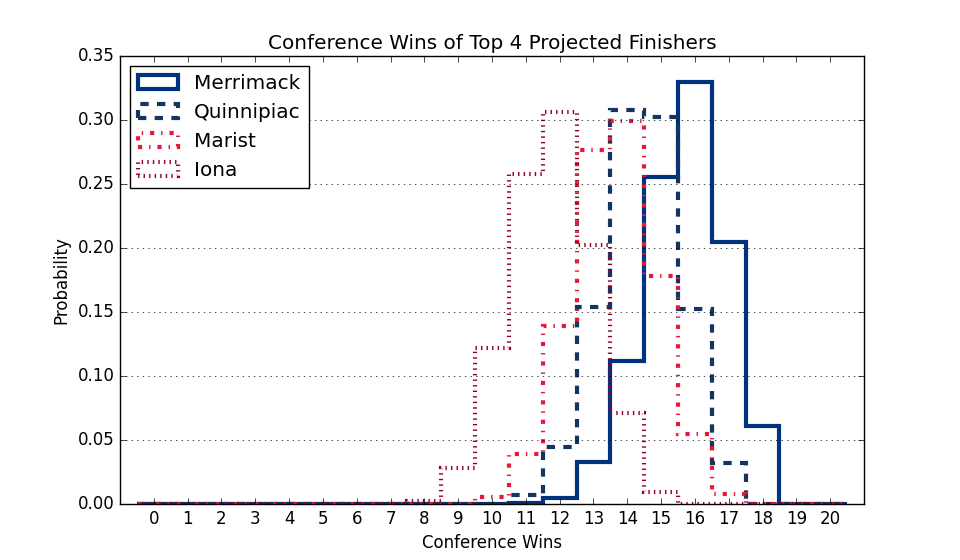 Conference Wins of Top 4 Projected Finishers
Merrimack
Quinnipiac
Marist
Iona
Probability
0.35
0.30
0.25
0.20
0.15
0.10
0.05
0.00
0 1 2 3 4 5 6 7 8 9 10 11 12 13 14 15 16 17 18 19 20
Conference Wins